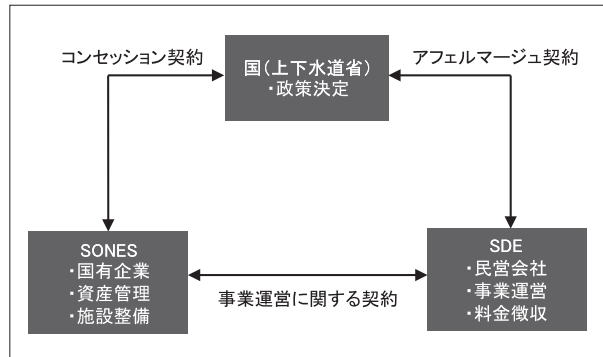 コンセッション契約
国（上下水道省）
・政策決定
アフェルマージュ契約
SONES
・国有企業
・資産管理
・施設整備
事業運営に関する契約
SDE
・民営会社
・事業運営
・料金徴収